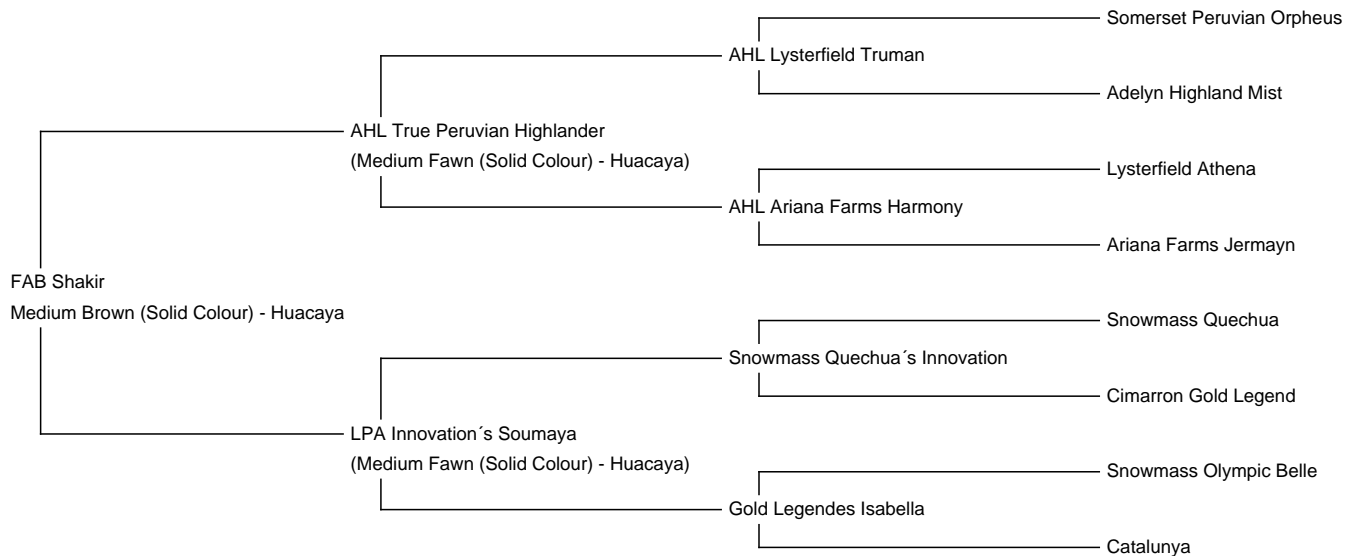 Somerset Peruvian Orpheus
AHL Lysterfield Truman
Adelyn Highland Mist
AHL True Peruvian Highlander
(Medium Fawn (Solid Colour) - Huacaya)
Lysterfield Athena
AHL Ariana Farms Harmony
Ariana Farms Jermayn
FAB Shakir
Medium Brown (Solid Colour) - Huacaya
Snowmass Quechua
Snowmass Quechua´s Innovation
Cimarron Gold Legend
LPA Innovation´s Soumaya
(Medium Fawn (Solid Colour) - Huacaya)
Snowmass Olympic Belle
Gold Legendes Isabella
Catalunya